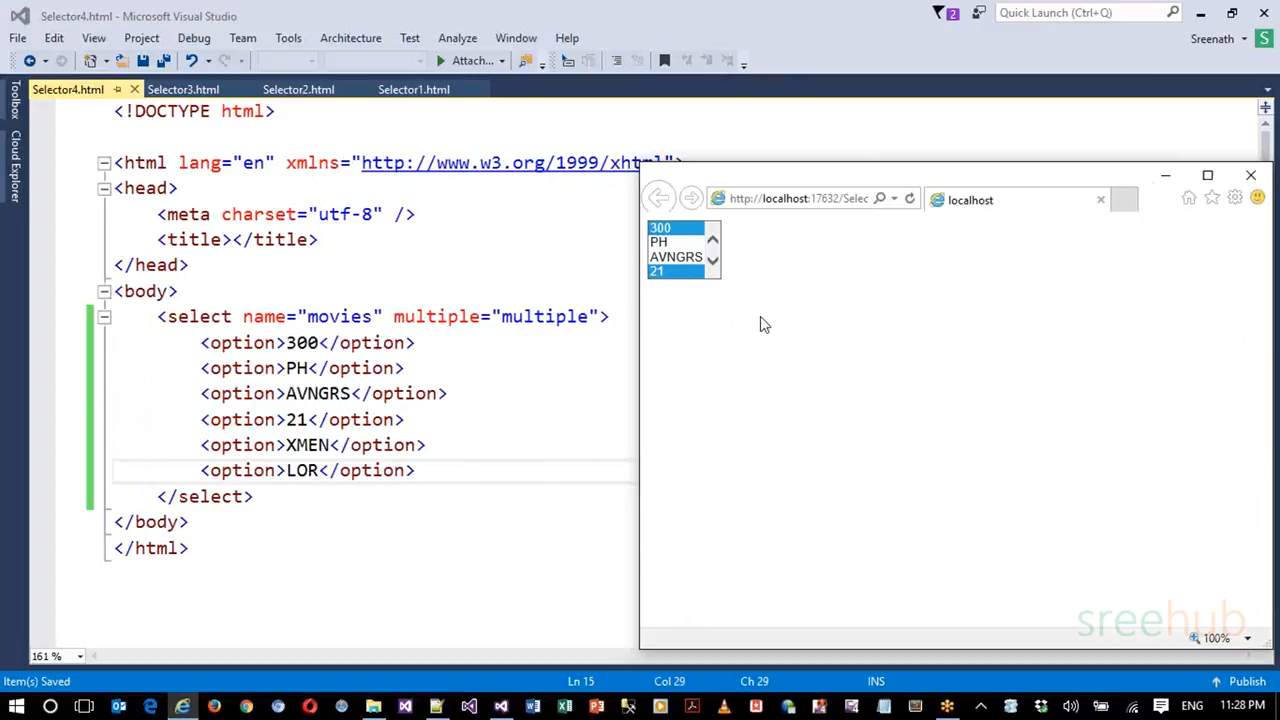 Selector4.html - Microsoft Visual Studio
2
Quick Launch (Ctrl+Q)
File Edit View Project Debug Team Tools Architecture Test Analyze Window Help
Sreenath S
Attach...
Selector4.html Selector3.html Selector2.html Selector1.html
Toolbox
Cloud Explorer
<!DOCTYPE html>
<html lang="en" xmlns="http://www.w3.org/1999/xhtml">
<head>
<meta charset="utf-8" />
<title></title>
</head>
<body>
<select name="movies" multiple="multiple">
<option>300</option>
<option>PH</option>
<option>AVNGRS</option>
<option>21</option>
<option>XMEN</option>
<option>LOR</option>
</select>
</body>
</html>
http://localhost:17632/Selec
localhost
300
PH
AVNGRS
21
sreehub
100%
161 %
Item(s) Saved
Ln 15 Col 29 Ch 29 INS
Publish
ENG 11:28 PM